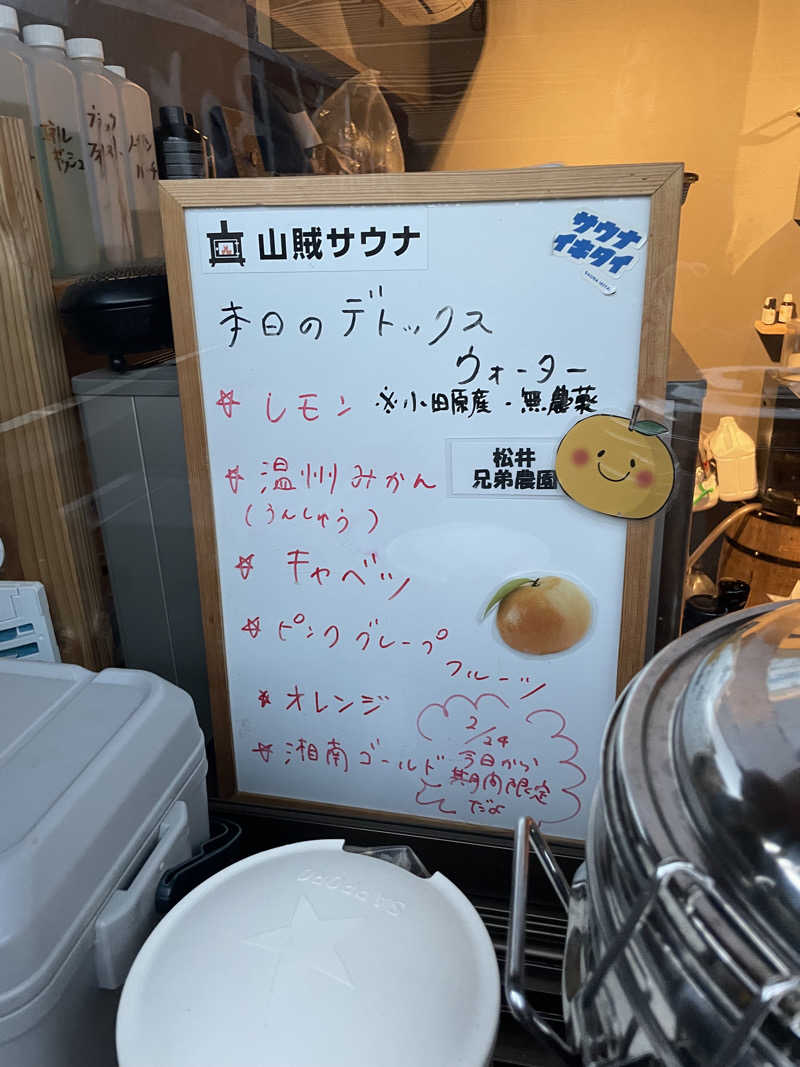 山賊サウナ
サウナ
イキタイ
本日のデトックス
ウォーター
☆ レモン ※小田原産・無農薬
☆ 温州みかん
(うんしゅう)
松井
兄弟農園
☆ キャベツ
☆ ピンクグレープ
フルーツ
☆ オレンジ
☆ 湘南ゴールド
2/24
今日から
期間限定
だよ
SAPPORO